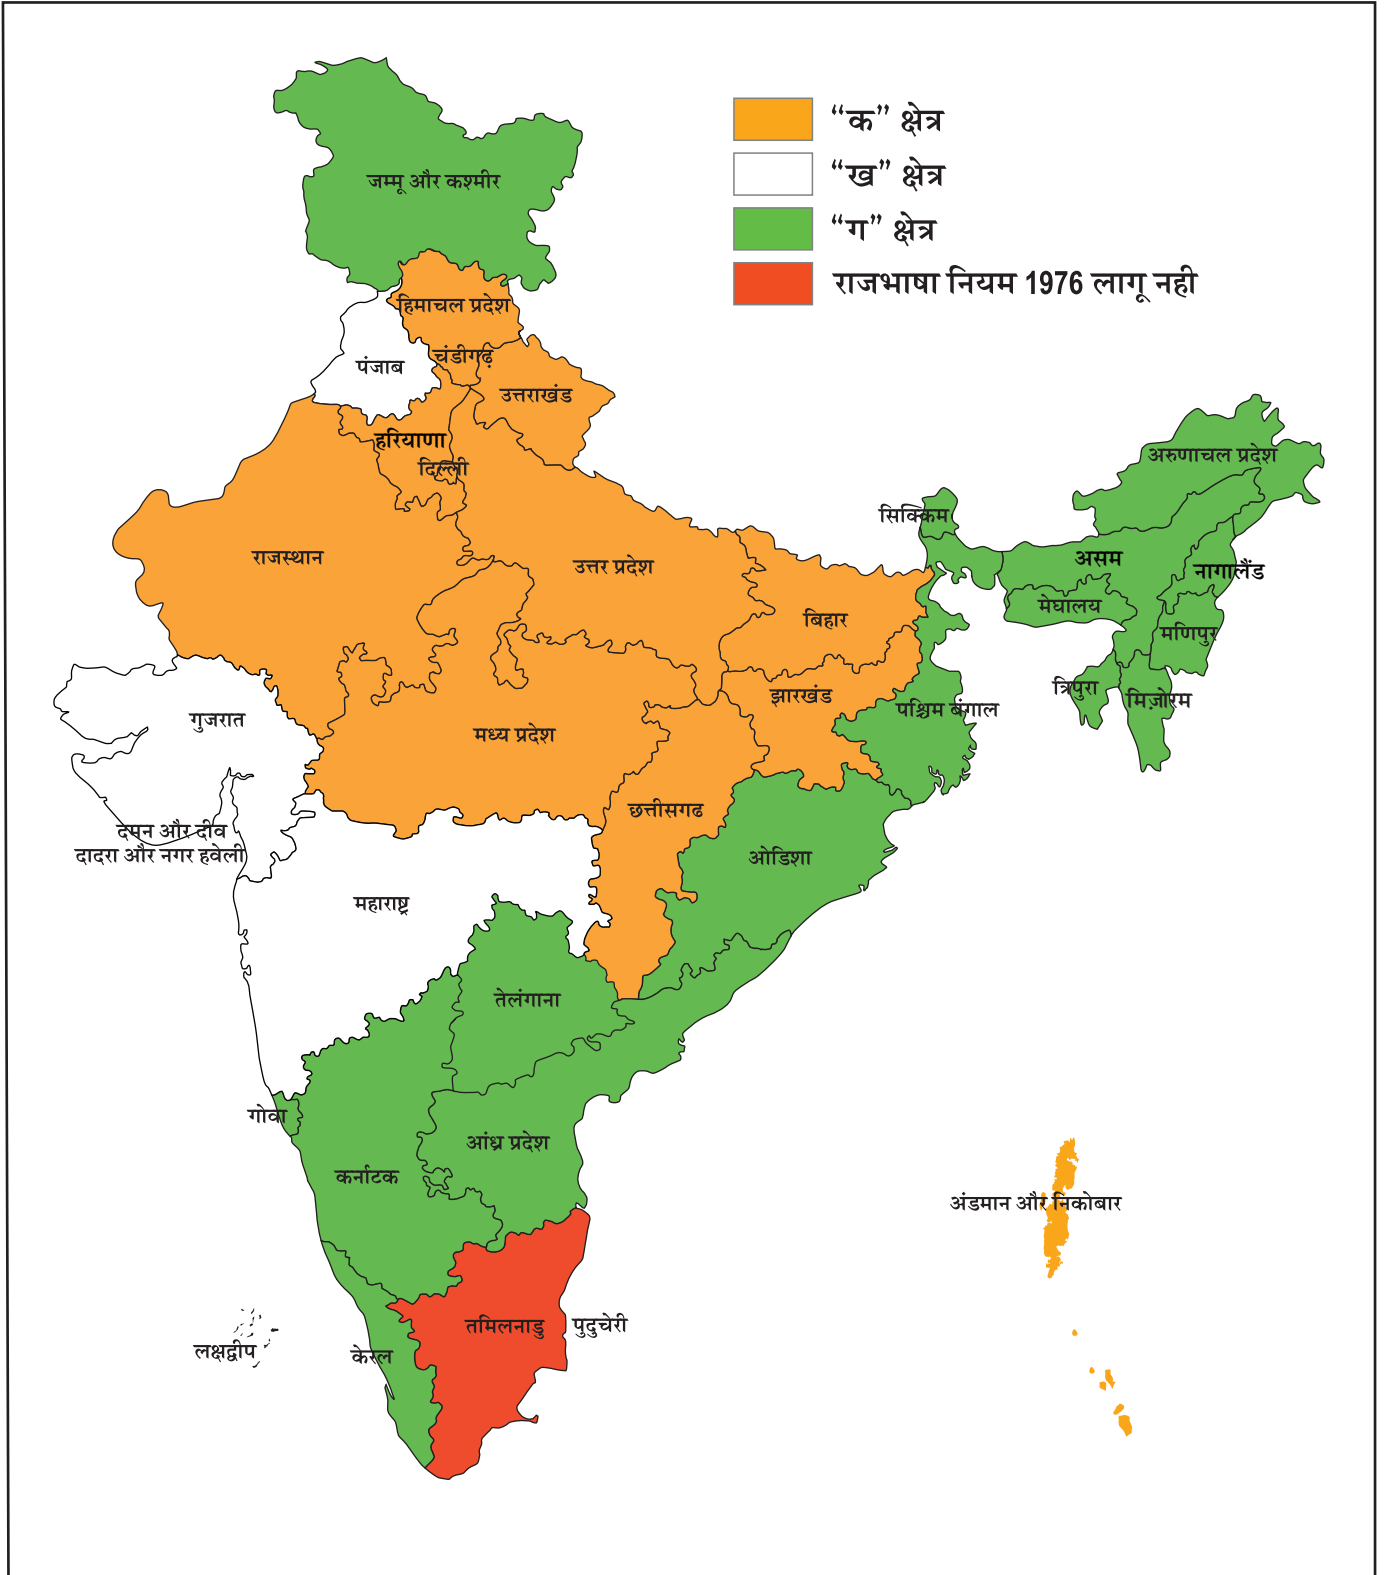 “क” क्षेत्र
“ख” क्षेत्र
“ग” क्षेत्र
राजभाषा नियम 1976 लागू नही
जम्मू और कश्मीर
हिमाचल प्रदेश
चंडीगढ़
पंजाब
उत्तराखंड
हरियाणा
दिल्ली
अरुणाचल प्रदेश
सिक्किम
राजस्थान
उत्तर प्रदेश
असम
नागालैंड
मेघालय
बिहार
मणिपुर
त्रिपुरा
मिज़ोरम
झारखंड
पश्चिम बंगाल
गुजरात
मध्य प्रदेश
छत्तीसगढ
दमन और दीव
दादरा और नगर हवेली
ओडिशा
महाराष्ट्र
तेलंगाना
गोवा
आंध्र प्रदेश
कर्नाटक
अंडमान और निकोबार
तमिलनाडु
पुदुचेरी
लक्षद्वीप
केरल